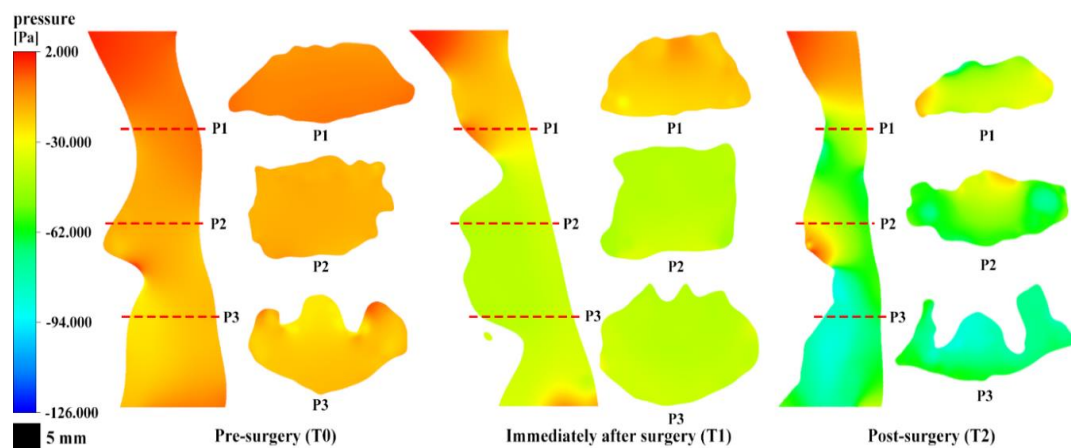 pressure
[Pa]
2.000
-30.000
-62.000
-94.000
-126.000
5 mm
P1
P2
P3
P1
P2
P3
Pre-surgery (T0)
P1
P2
P3
P1
P2
P3
Immediately after surgery (T1)
P1
P2
P3
P1
P2
P3
Post-surgery (T2)